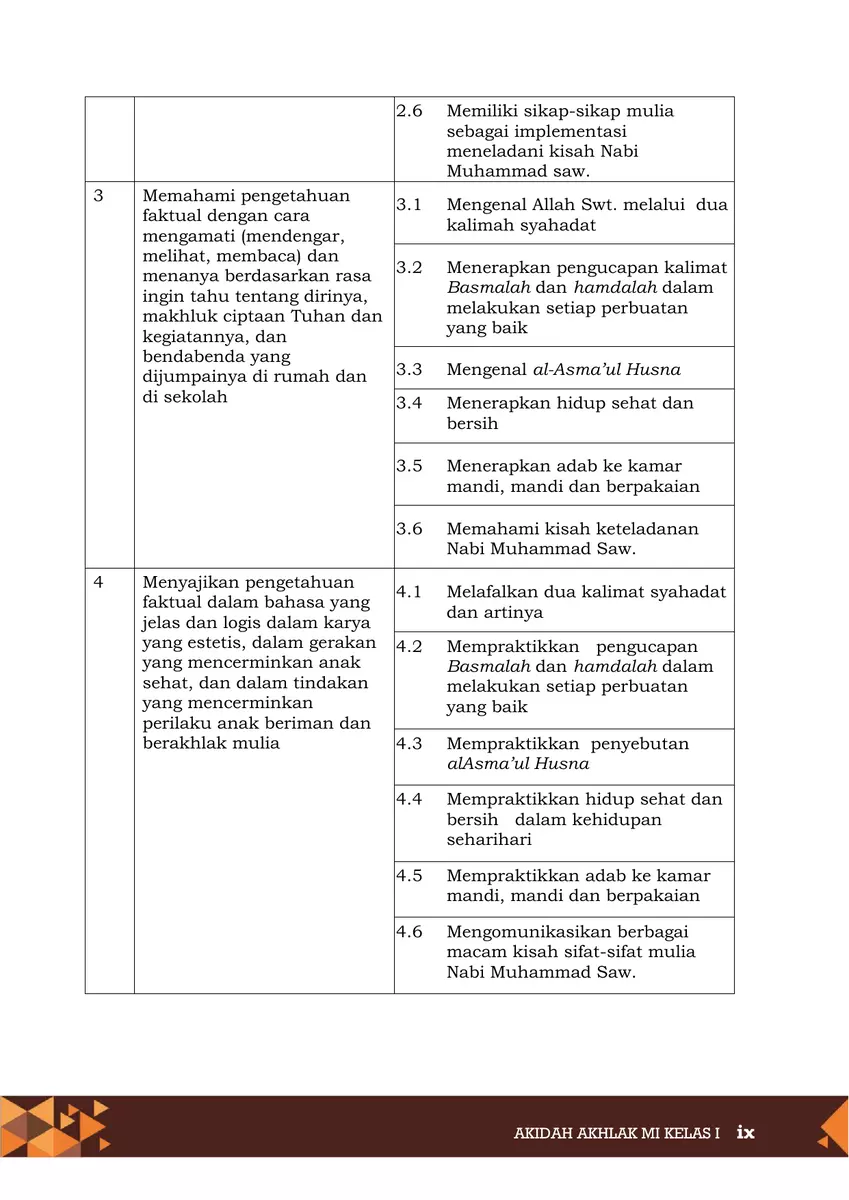 2.6 Memiliki sikap-sikap mulia
sebagai implementasi
meneladani kisah Nabi
Muhammad saw.
3 Memahami pengetahuan
faktual dengan cara
mengamati (mendengar,
melihat, membaca) dan
menanya berdasarkan rasa
ingin tahu tentang dirinya,
makhluk ciptaan Tuhan dan
kegiatannya, dan
bendabenda yang
dijumpainya di rumah dan
di sekolah
3.1 Mengenal Allah Swt. melalui dua
kalimah syahadat
3.2 Menerapkan pengucapan kalimat
Basmalah dan hamdalah dalam
melakukan setiap perbuatan
yang baik
3.3 Mengenal al-Asma’ul Husna
3.4 Menerapkan hidup sehat dan
bersih
3.5 Menerapkan adab ke kamar
mandi, mandi dan berpakaian
3.6 Memahami kisah keteladanan
Nabi Muhammad Saw.
4 Menyajikan pengetahuan
faktual dalam bahasa yang
jelas dan logis dalam karya
yang estetis, dalam gerakan
yang mencerminkan anak
sehat, dan dalam tindakan
yang mencerminkan
perilaku anak beriman dan
berakhlak mulia
4.1 Melafalkan dua kalimat syahadat
dan artinya
4.2 Mempraktikkan pengucapan
Basmalah dan hamdalah dalam
melakukan setiap perbuatan
yang baik
4.3 Mempraktikkan penyebutan
alAsma’ul Husna
4.4 Mempraktikkan hidup sehat dan
bersih dalam kehidupan
seharihari
4.5 Mempraktikkan adab ke kamar
mandi, mandi dan berpakaian
4.6 Mengomunikasikan berbagai
macam kisah sifat-sifat mulia
Nabi Muhammad Saw.
AKIDAH AKHLAK MI KELAS I ix